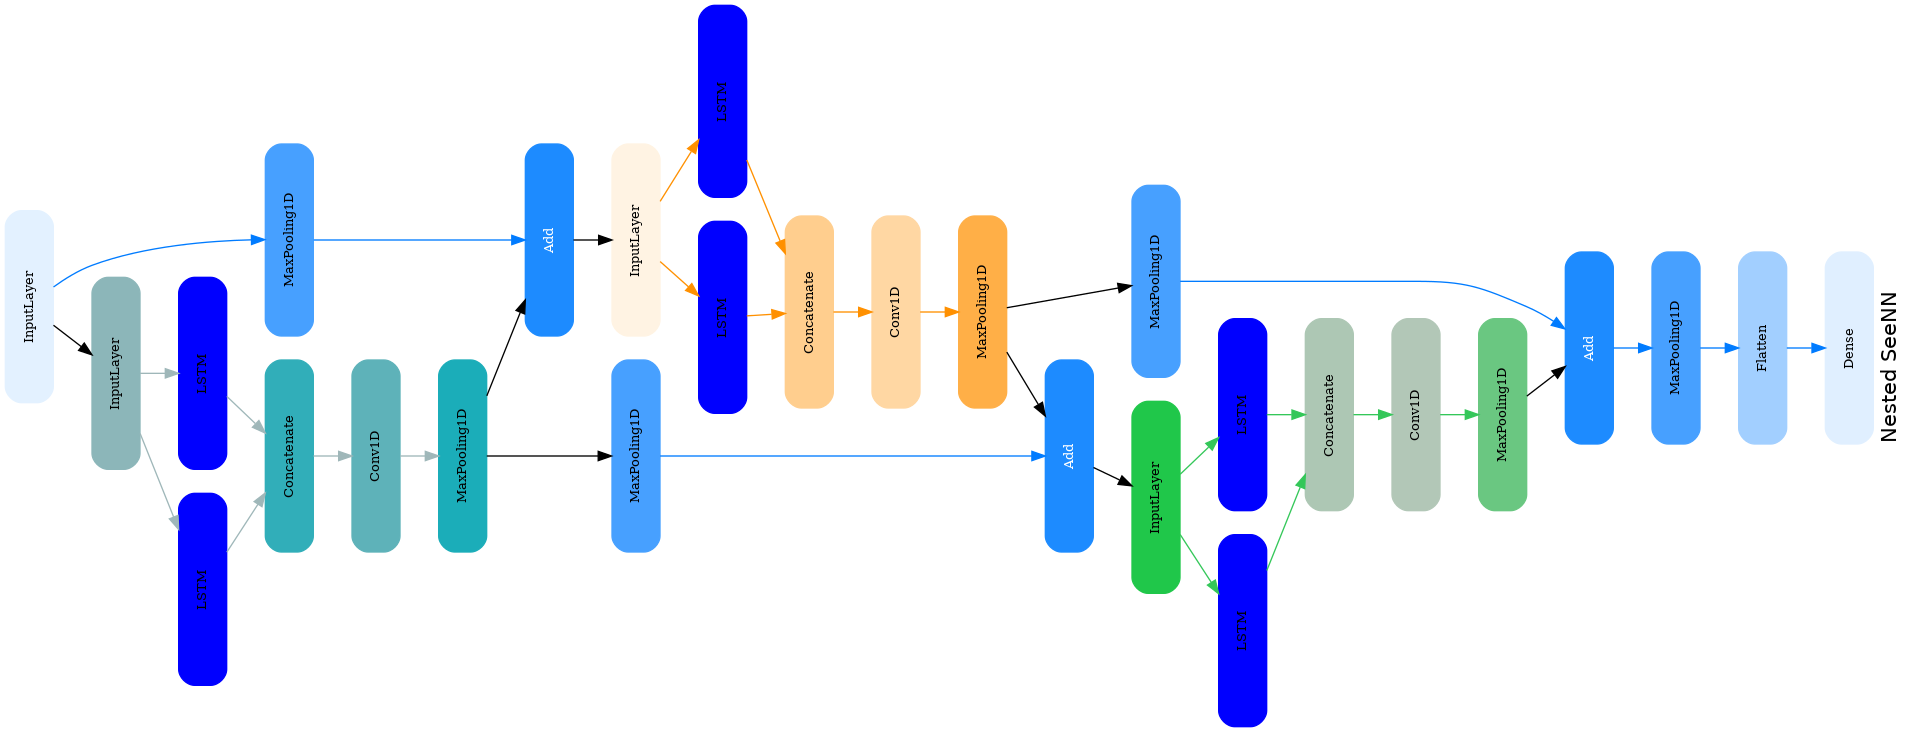 InputLayer
InputLayer
LSTM
LSTM
MaxPooling1D
Concatenate
Conv1D
MaxPooling1D
Add
InputLayer
MaxPooling1D
LSTM
LSTM
Concatenate
Conv1D
MaxPooling1D
Add
MaxPooling1D
InputLayer
LSTM
LSTM
Concatenate
Conv1D
MaxPooling1D
Add
MaxPooling1D
Flatten
Dense
Nested SeeNN